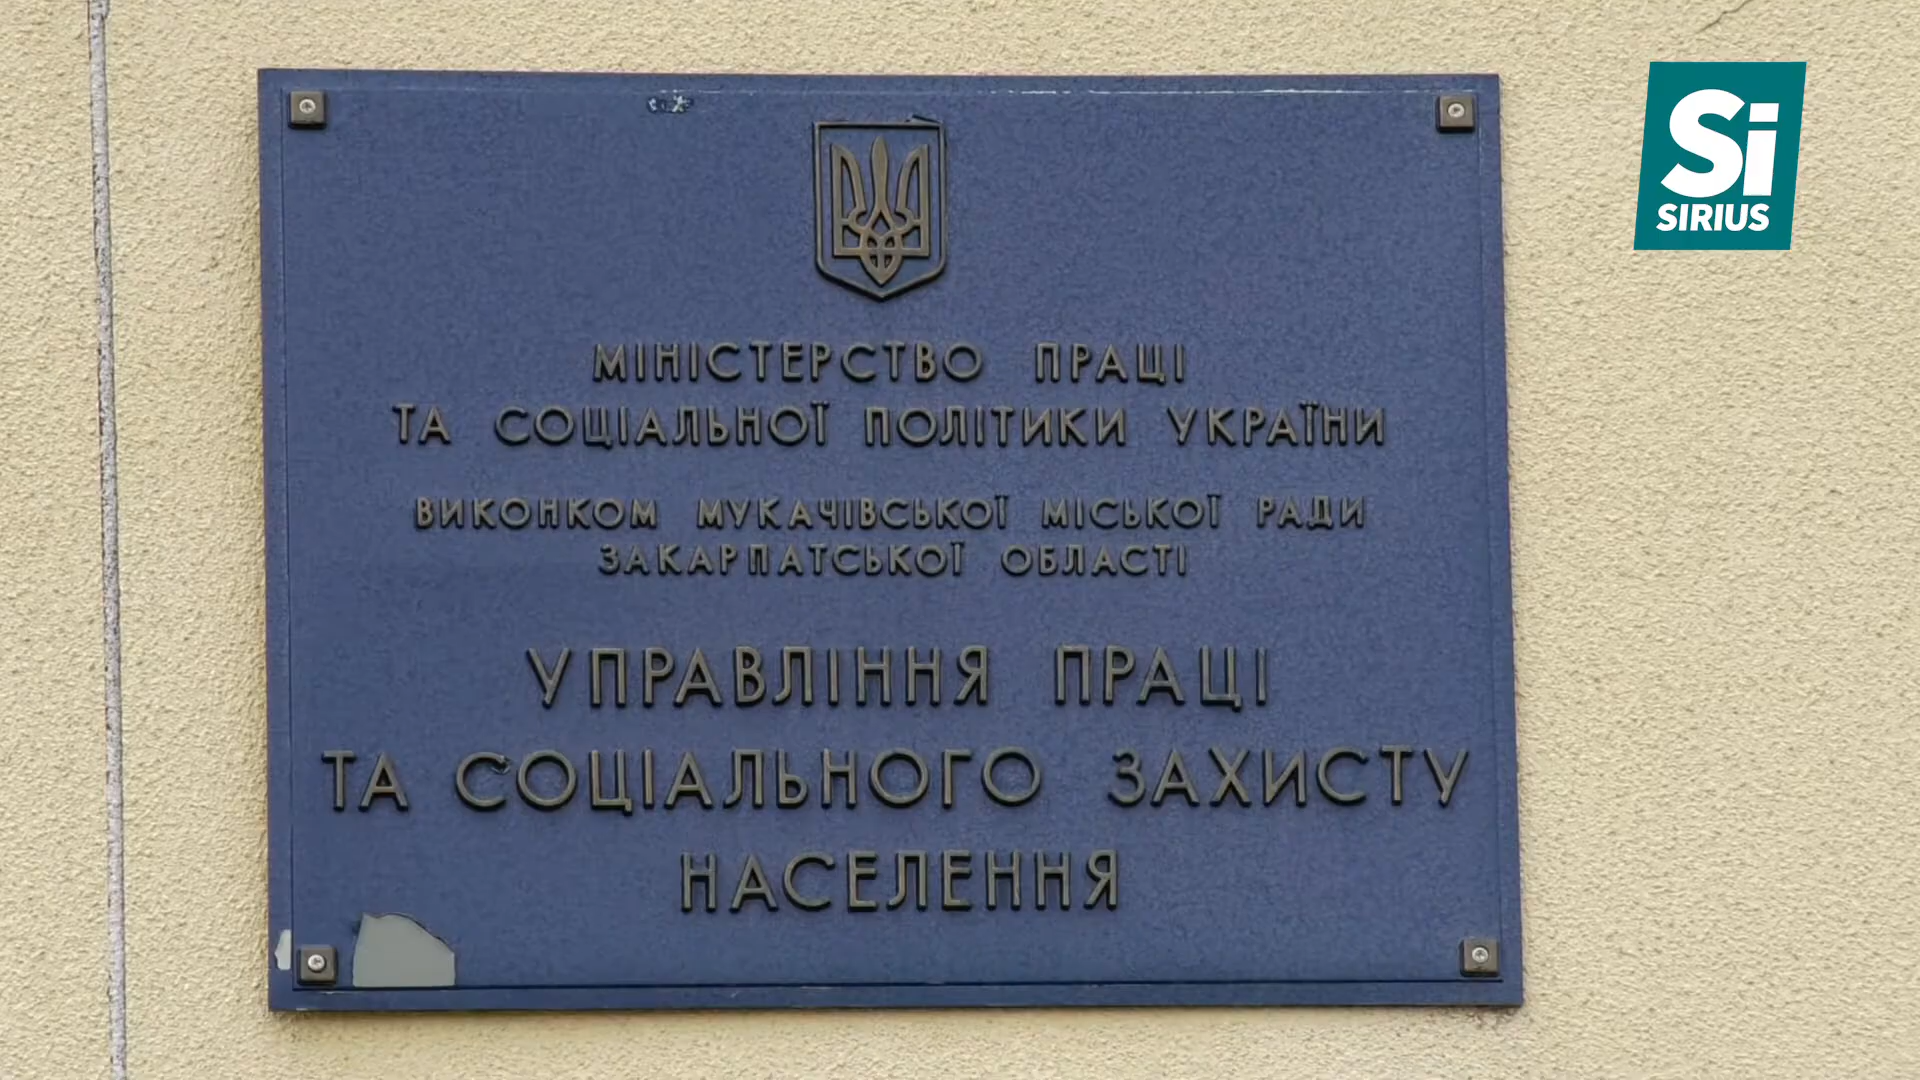 МІНІСТЕРСТВО ПРАЦІ
ТА СОЦІАЛЬНОЇ ПОЛІТИКИ УКРАЇНИ
ВИКОНКОМ МУКАЧІВСЬКОЇ МІСЬКОЇ РАДИ
ЗАКАРПАТСЬКОЇ ОБЛАСТІ
УПРАВЛІННЯ ПРАЦІ
ТА СОЦІАЛЬНОГО ЗАХИСТУ
НАСЕЛЕННЯ
Si
SIRIUS